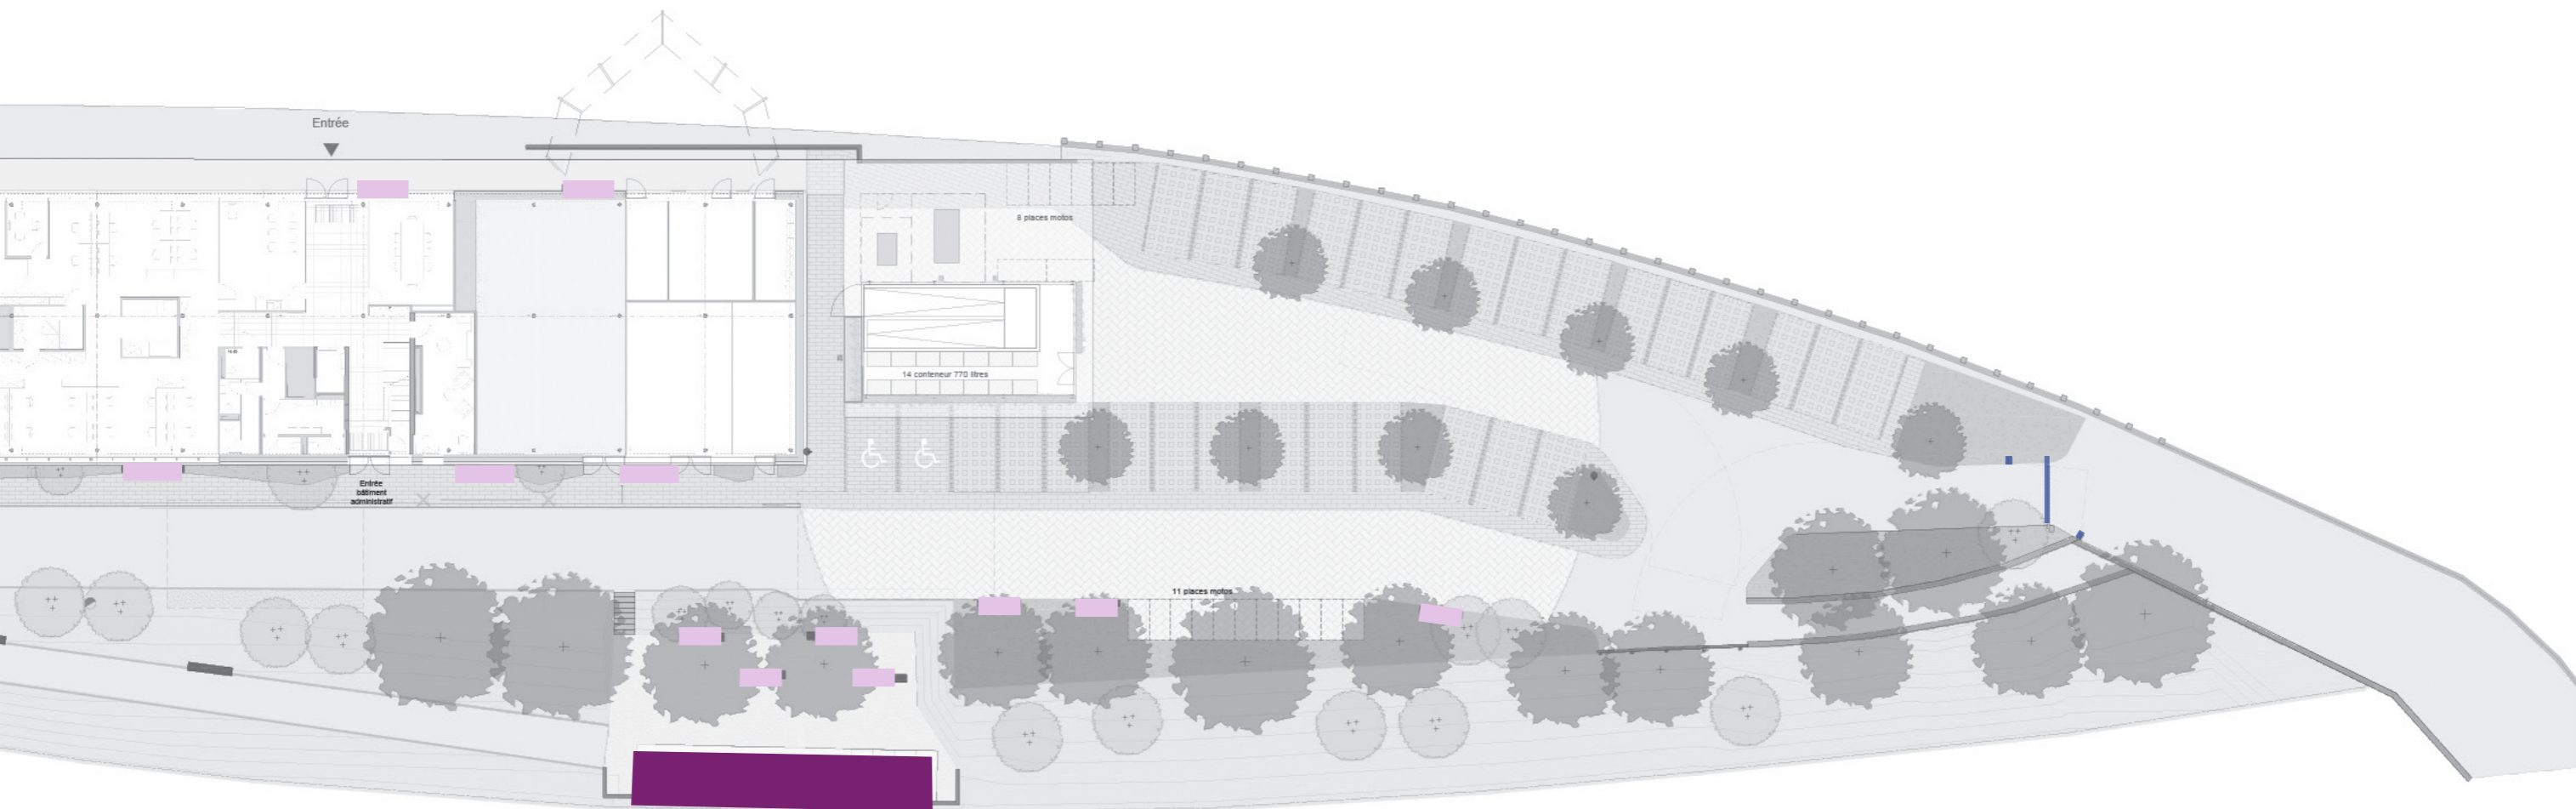 Entrée
8 places motos
14 conteneur 770 litres
Entrée
bâtiment
administratif
11 places motos